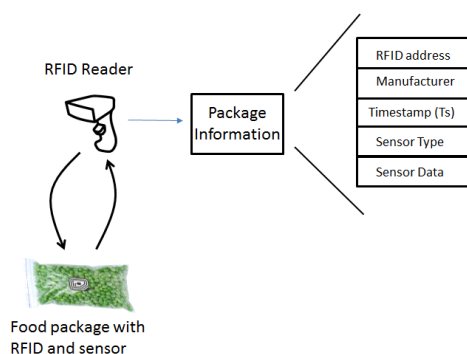 RFID Reader
Package
Information
RFID address
Manufacturer
Timestamp (Ts)
Sensor Type
Sensor Data
Food package with
RFID and sensor